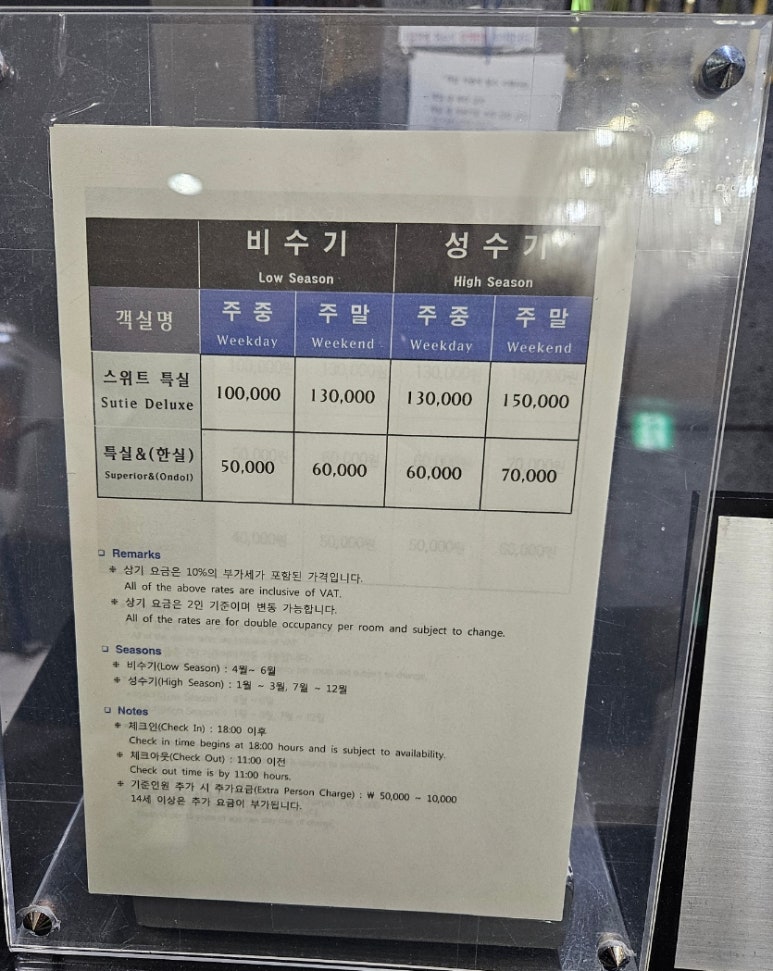 비수기 성수기
Low Season High Season
객실명 주중 주말 주중 주말
Weekday Weekend Weekday Weekend
스위트 특실
Sutie Deluxe 100,000 130,000 130,000 150,000
특실&(한실)
Superior&(Ondol) 50,000 60,000 60,000 70,000
❑ Remarks
※ 상기 요금은 10%의 부가세가 포함된 가격입니다.
All of the above rates are inclusive of VAT.
※ 상기 요금은 2인 기준이며 변동 가능합니다.
All of the rates are for double occupancy per room and subject to change.
❑ Seasons
※ 비수기(Low Season) : 4월~ 6월
※ 성수기(High Season) : 1월 ~ 3월, 7월 ~ 12월
❑ Notes
※ 체크인(Check In) : 18:00 이후
Check in time begins at 18:00 hours and is subject to availability.
※ 체크아웃(Check Out) : 11:00 이전
Check out time is by 11:00 hours.
※ 기준인원 추가 시 추가요금(Extra Person Charge) : ₩ 50,000 ~ 10,000
14세 이상은 추가 요금이 부가됩니다.